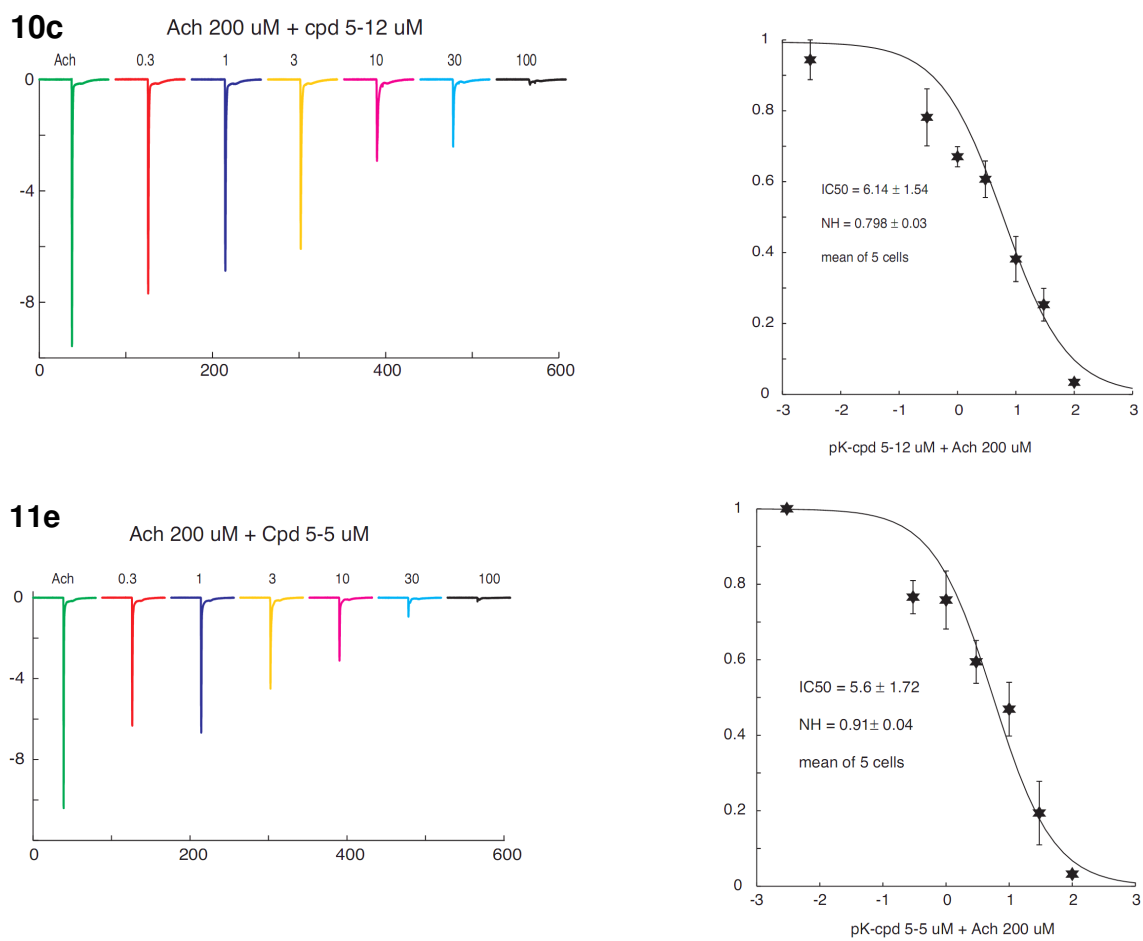 10c
Ach 200 uM + cpd 5-12 uM
Ach 0.3 1 3 10 30 100
0
-4
-8
0 200 400 600
1
0.8
0.6
0.4
0.2
0
IC50 = 6.14 ± 1.54
NH = 0.798 ± 0.03
mean of 5 cells
-3 -2 -1 0 1 2 3
pK-cpd 5-12 uM + Ach 200 uM
11e
Ach 200 uM + Cpd 5-5 uM
Ach 0.3 1 3 10 30 100
0
-4
-8
0 200 400 600
1
0.8
0.6
0.4
0.2
0
IC50 = 5.6 ± 1.72
NH = 0.91± 0.04
mean of 5 cells
-3 -2 -1 0 1 2 3
pK-cpd 5-5 uM + Ach 200 uM